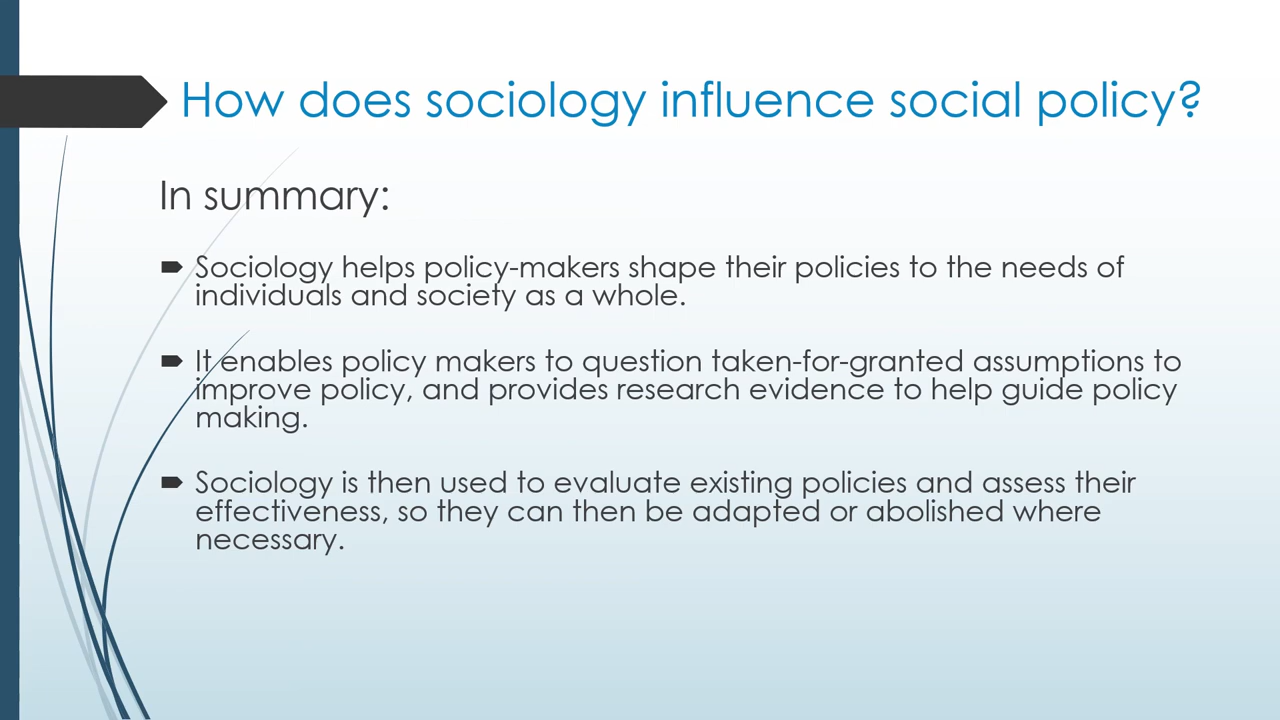 How does sociology influence social policy?
In summary:
Sociology helps policy-makers shape their policies to the needs of
individuals and society as a whole.
It enables policy makers to question taken-for-granted assumptions to
improve policy, and provides research evidence to help guide policy
making.
Sociology is then used to evaluate existing policies and assess their
effectiveness, so they can then be adapted or abolished where
necessary.